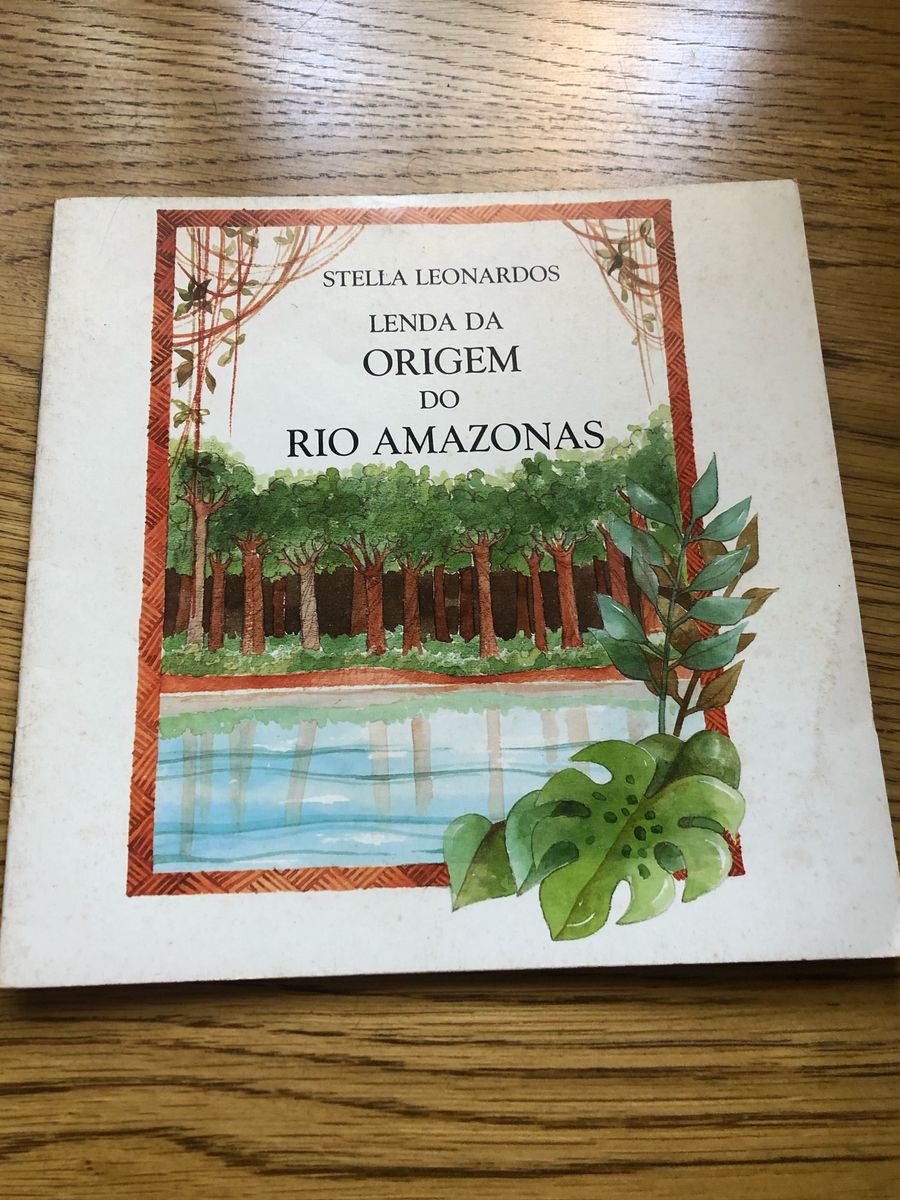 STELLA LEONARDOS
LENDA DA
ORIGEM
DO
RIO AMAZONAS